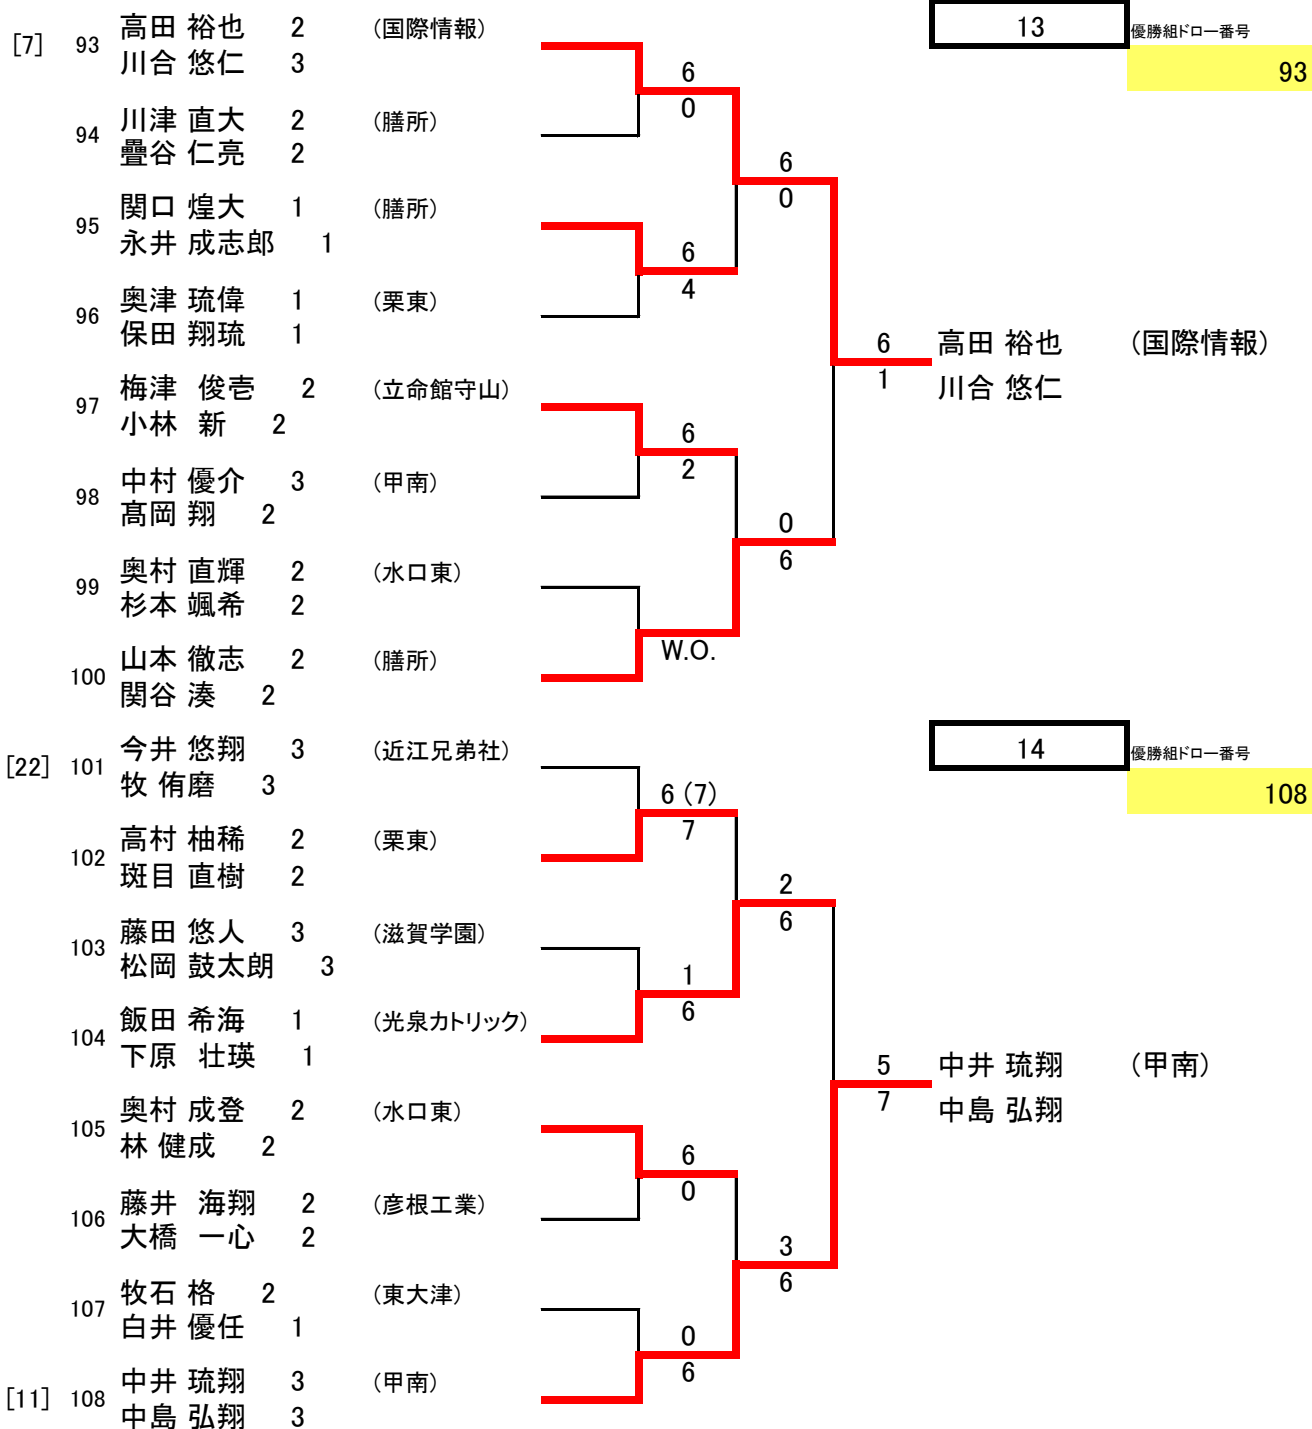 高田 裕也 2 (国際情報) 13 優勝組ドロー番号
[7] 93
川合 悠仁 3 93
6
0
川津 直大 2 (膳所)
94
疊谷 仁亮 2
6
0
関口 煌大 1 (膳所)
95
永井 成志郎 1
6
4
奥津 琉偉 1 (栗東)
96
保田 翔琉 1
6 高田 裕也 (国際情報)
1 川合 悠仁
梅津 俊壱 2 (立命館守山)
97
小林 新 2
6
2
中村 優介 3 (甲南)
98
髙岡 翔 2
0
6
奥村 直輝 2 (水口東)
99
杉本 颯希 2
W.O.
山本 徹志 2 (膳所)
100
関谷 湊 2
今井 悠翔 3 (近江兄弟社) 14 優勝組ドロー番号
[22] 101
牧 侑磨 3 108
6 (7)
7
高村 柚稀 2 (栗東)
102
斑目 直樹 2
2
6
藤田 悠人 3 (滋賀学園)
103
松岡 鼓太朗 3
1
6
飯田 希海 1 (光泉カトリック)
104
下原 壮瑛 1
5 中井 琉翔 (甲南)
7 中島 弘翔
奥村 成登 2 (水口東)
105
林 健成 2
6
0
藤井 海翔 2 (彦根工業)
106
大橋 一心 2
3
6
牧石 格 2 (東大津)
107
白井 優任 1
0
6
中井 琉翔 3 (甲南)
[11] 108
中島 弘翔 3